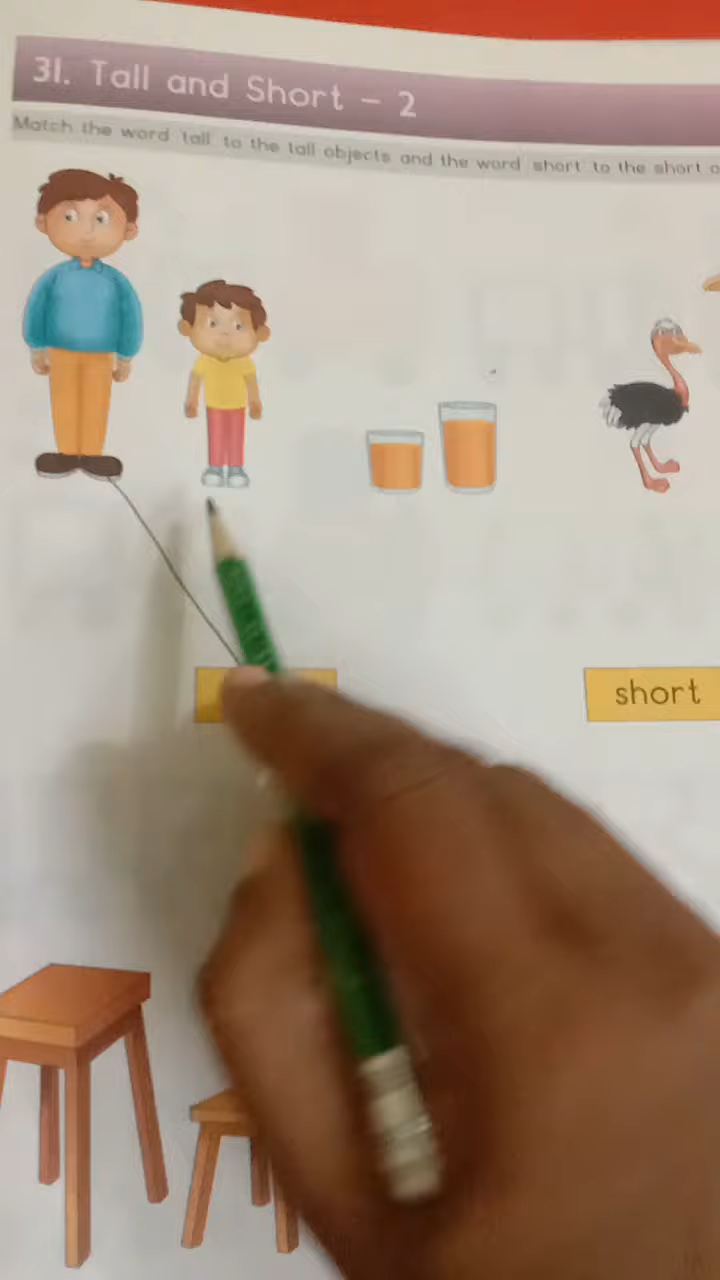 31. Tall and Short - 2
Match the word 'tall' to the tall objects and the word 'short' to the short
short